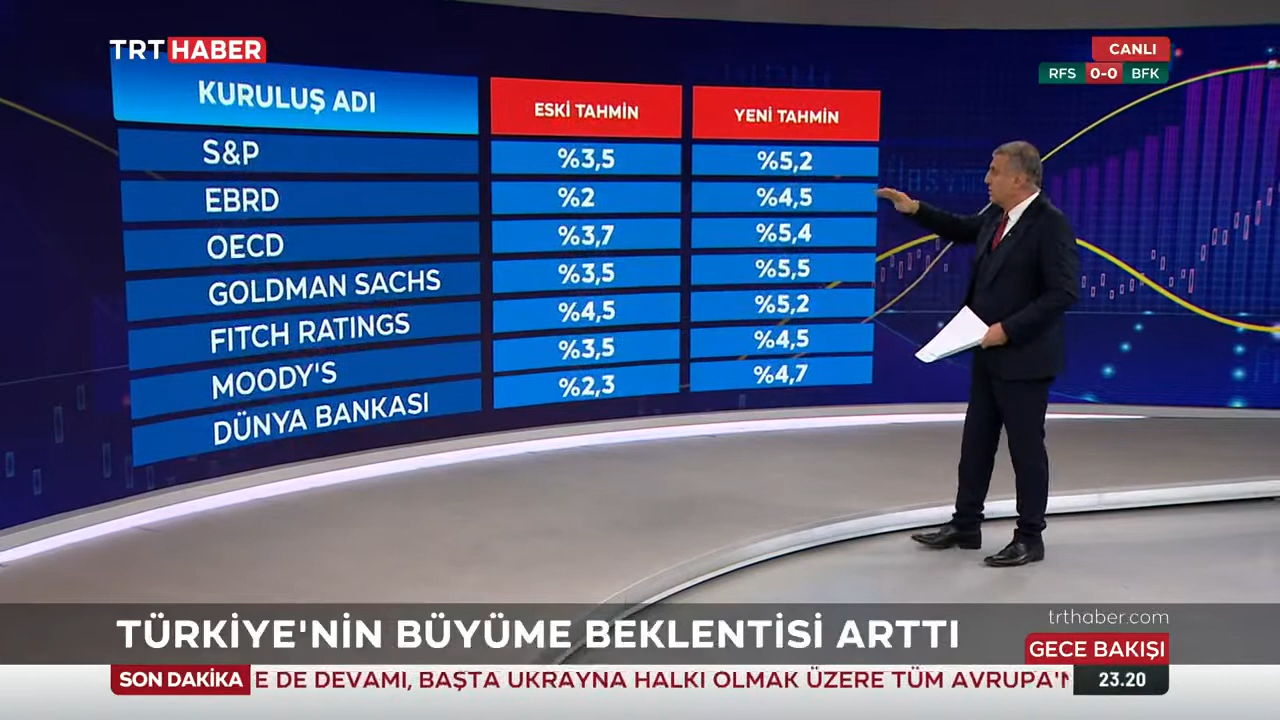 TRT HABER
CANLI
RFS 0-0 BFK
KURULUŞ ADI ESKİ TAHMİN YENİ TAHMİN
S&P %3,5 %5,2
EBRD %2 %4,5
OECD %3,7 %5,4
GOLDMAN SACHS %3,5 %5,5
FITCH RATINGS %4,5 %5,2
MOODY'S %3,5 %4,5
DÜNYA BANKASI %2,3 %4,7
TÜRKİYE'NİN BÜYÜME BEKLENTİSİ ARTTI
trthaber.com
GECE BAKIŞI
SON DAKİKA E DE DEVAMI, BAŞTA UKRAYNA HALKI OLMAK ÜZERE TÜM AVRUPA'
23.20